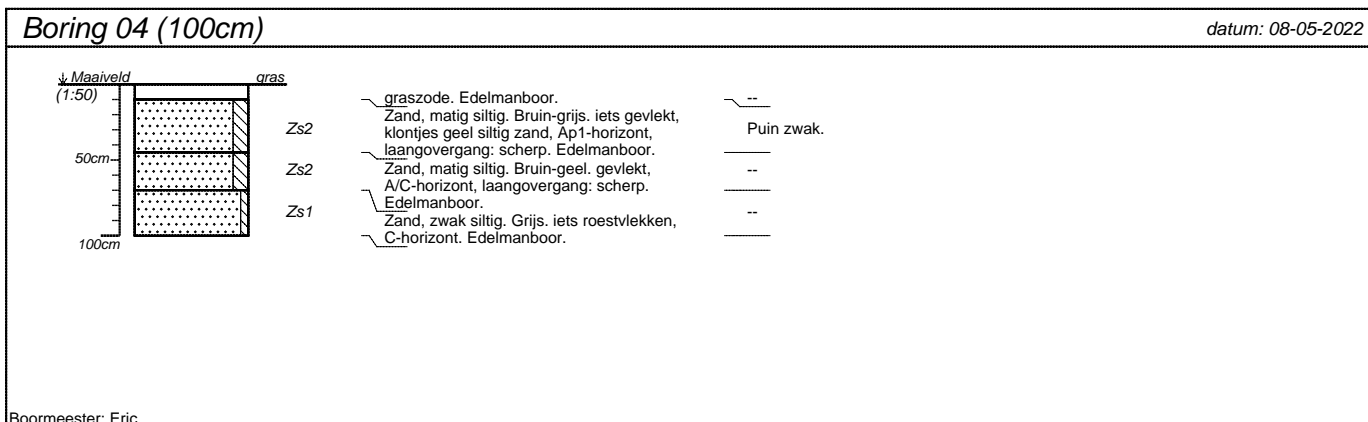 Boring 04 (100cm)
datum: 08-05-2022
Maaiveld
gras
(1:50)
50cm
100cm
Zs2
Zs2
Zs1
graszode. Edelmanboor.
Zand, matig siltig. Bruin-grijs. iets gevlekt,
klontjes geel siltig zand, Ap1-horizont,
laangovergang: scherp. Edelmanboor.
Zand, matig siltig. Bruin-geel. gevlekt,
A/C-horizont, laangovergang: scherp.
Edelmanboor.
Zand, zwak siltig. Grijs. iets roestvlekken,
C-horizont. Edelmanboor.
--
Puin zwak.
--
--
Boormeester: Eric